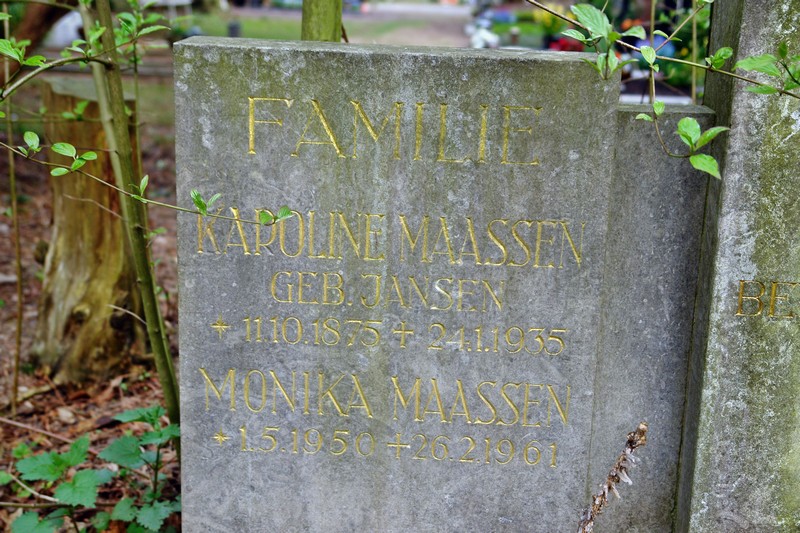 FAMILIE
KAROLINE MAASSEN
GEB. JANSEN
* 11.10.1875 + 24.1.1935
MONIKA MAASSEN
* 1.5.1950 + 26.2.1961